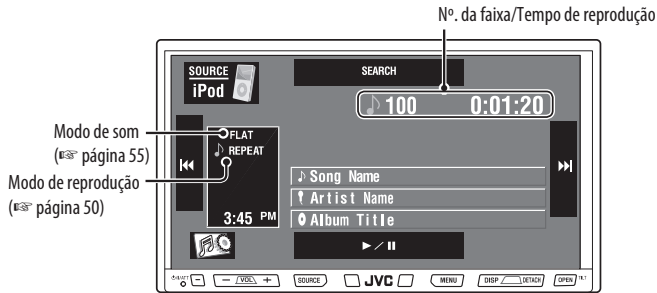 Nº. da faixa/Tempo de reprodução
SOURCE
iPod
SEARCH
♪ 100 0:01:20
Modo de som
(☞ página 55)
FLAT
♪ REPEAT
Modo de reprodução
(☞ página 50)
Song Name
Artist Name
Album Title
3:45 PM
►/II
– VOL + SOURCE JVC MENU DISP DETACH OPEN TILT